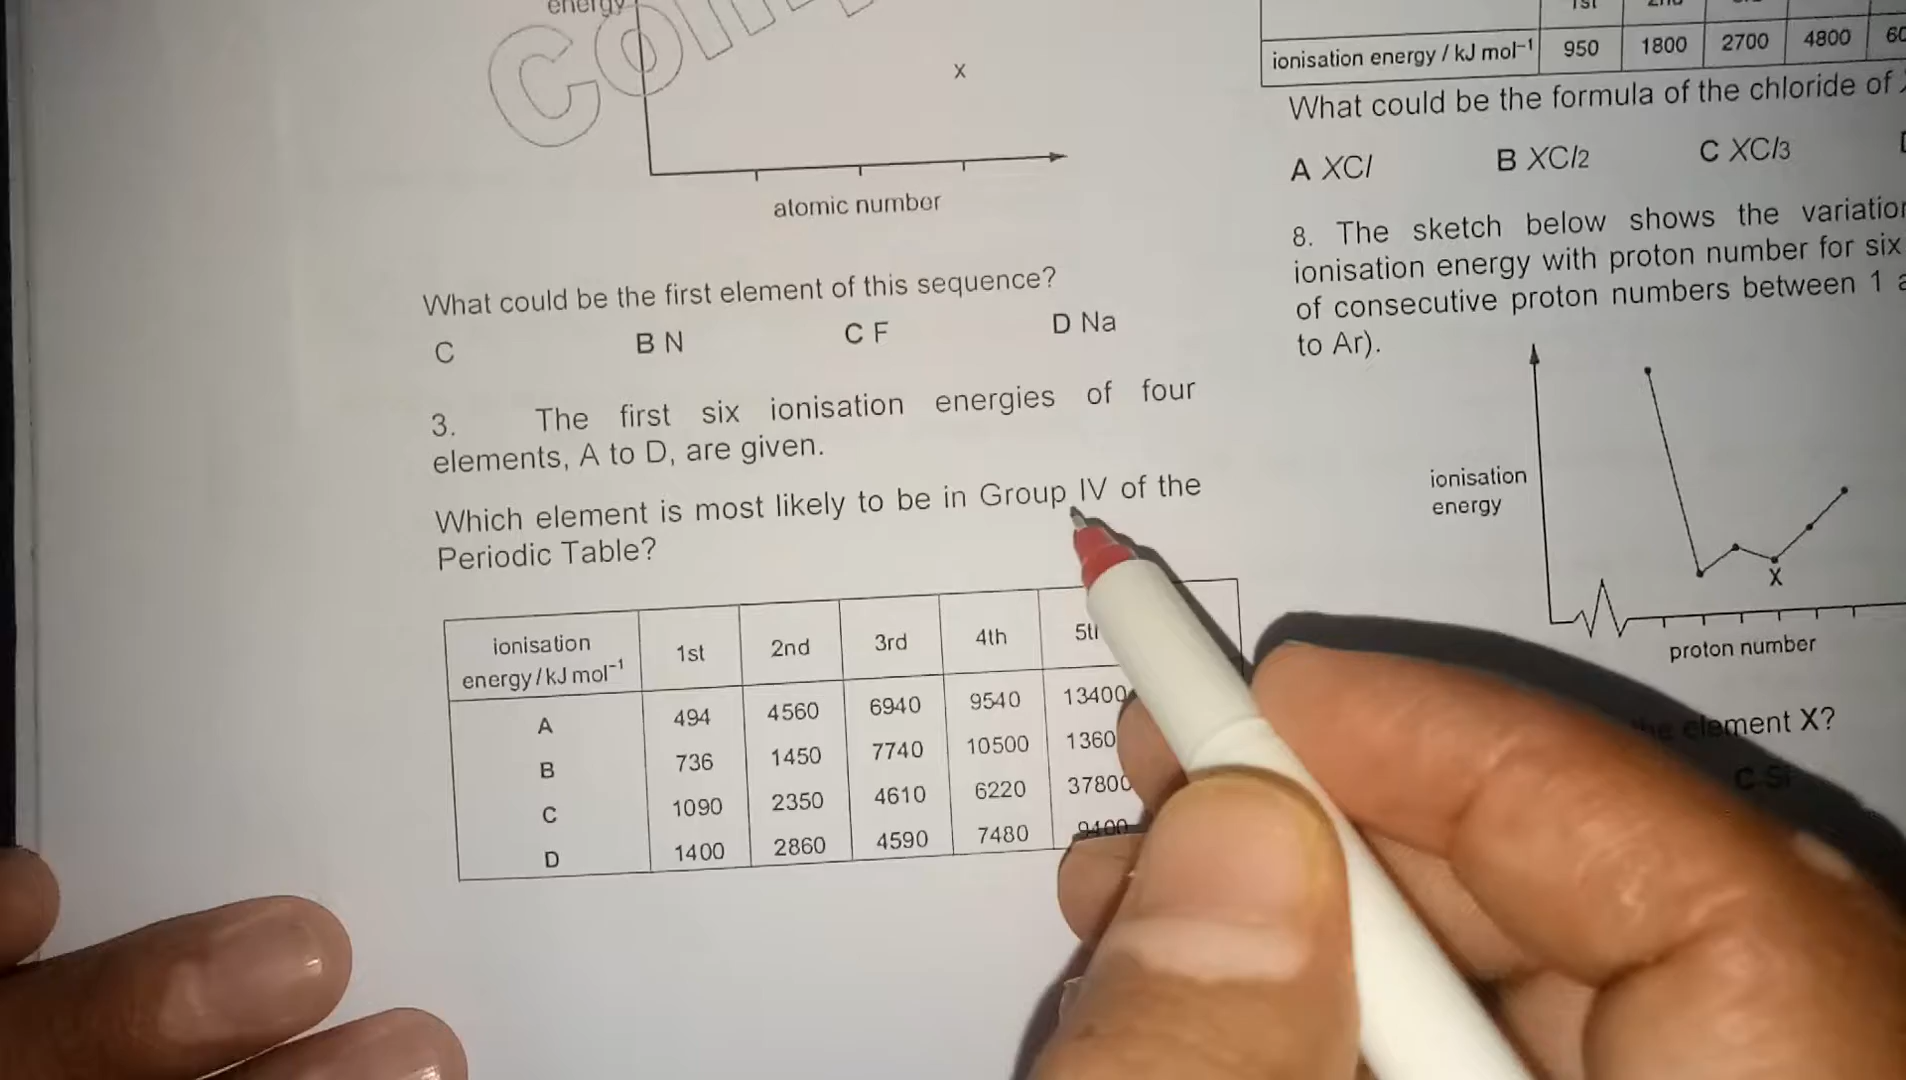 energy
x
atomic number
What could be the first element of this sequence?
C B N C F D Na
3. The first six ionisation energies of four
elements, A to D, are given.
Which element is most likely to be in Group IV of the
Periodic Table?
ionisation
energy/kJ mol⁻¹ 1st 2nd 3rd 4th
A 494 4560 6940 9540 13400
B 736 1450 7740 10500 1360
C 1090 2350 4610 6220 37800
D 1400 2860 4590 7480 9400
1st
ionisation energy / kJ mol⁻¹ 950 1800 2700 4800
What could be the formula of the chloride of
A XCl B XCl2 C XCl3
8. The sketch below shows the
ionisation energy with proton number for six
of consecutive proton numbers between 1
to Ar).
ionisation
energy
X
proton number
element X?
C Si